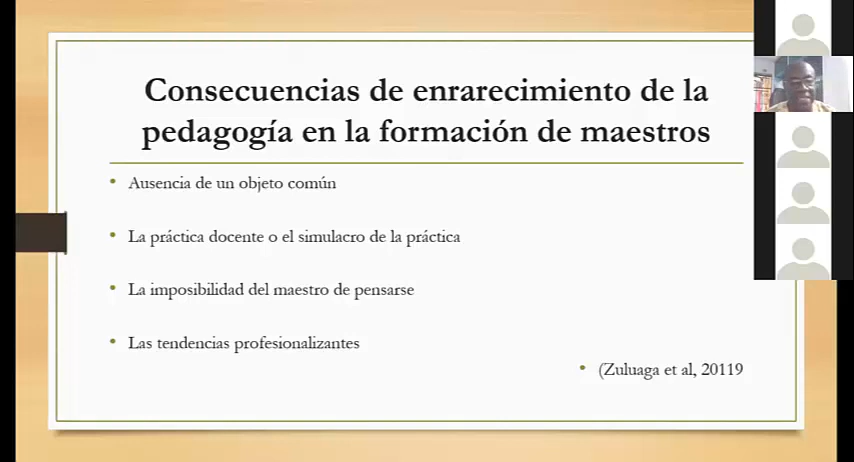 Consecuencias de enrarecimiento de la
pedagogía en la formación de maestros
• Ausencia de un objeto común
• La práctica docente o el simulacro de la práctica
• La imposibilidad del maestro de pensarse
• Las tendencias profesionalizantes
• (Zuluaga et al, 20119